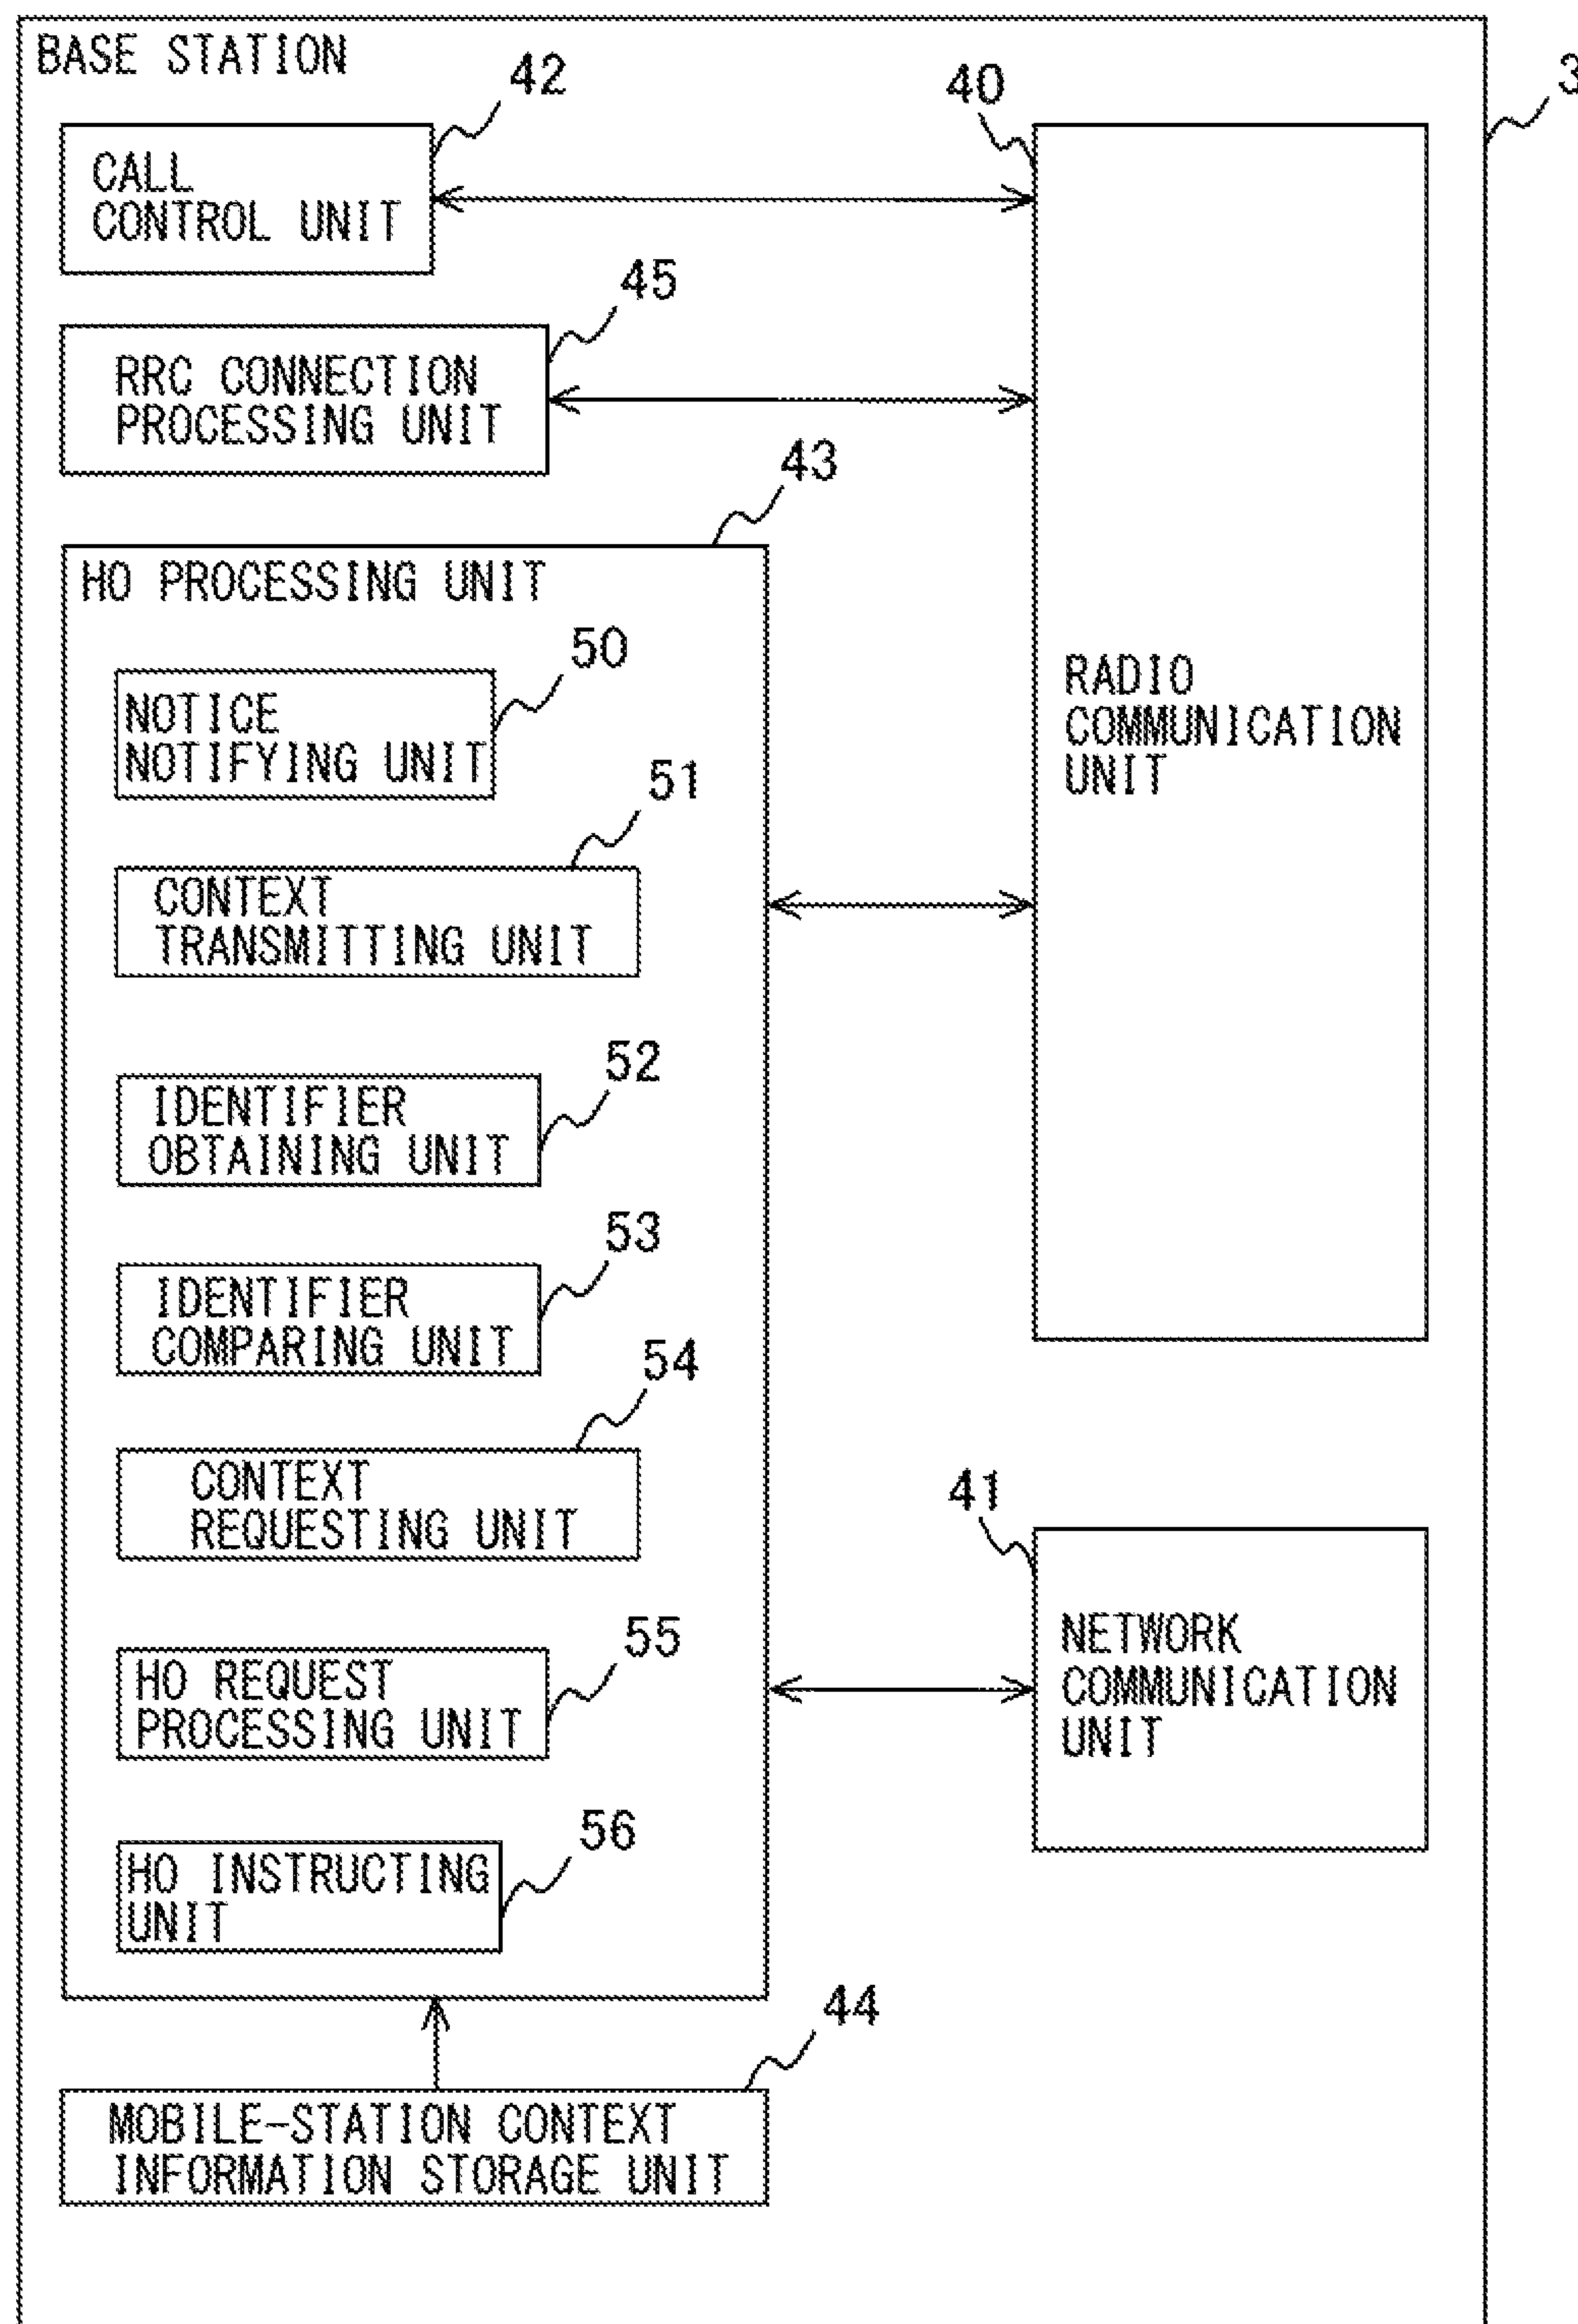 BASE STATION
3
42
40
CALL
CONTROL UNIT
45
RRC CONNECTION
PROCESSING UNIT
43
HO PROCESSING UNIT
50
NOTICE
NOTIFYING UNIT
RADIO
COMMUNICATION
UNIT
51
CONTEXT
TRANSMITTING UNIT
52
IDENTIFIER
OBTAINING UNIT
53
IDENTIFIER
COMPARING UNIT
54
CONTEXT
REQUESTING UNIT
41
NETWORK
COMMUNICATION
UNIT
55
HO REQUEST
PROCESSING UNIT
56
HO INSTRUCTING
UNIT
44
MOBILE-STATION CONTEXT
INFORMATION STORAGE UNIT